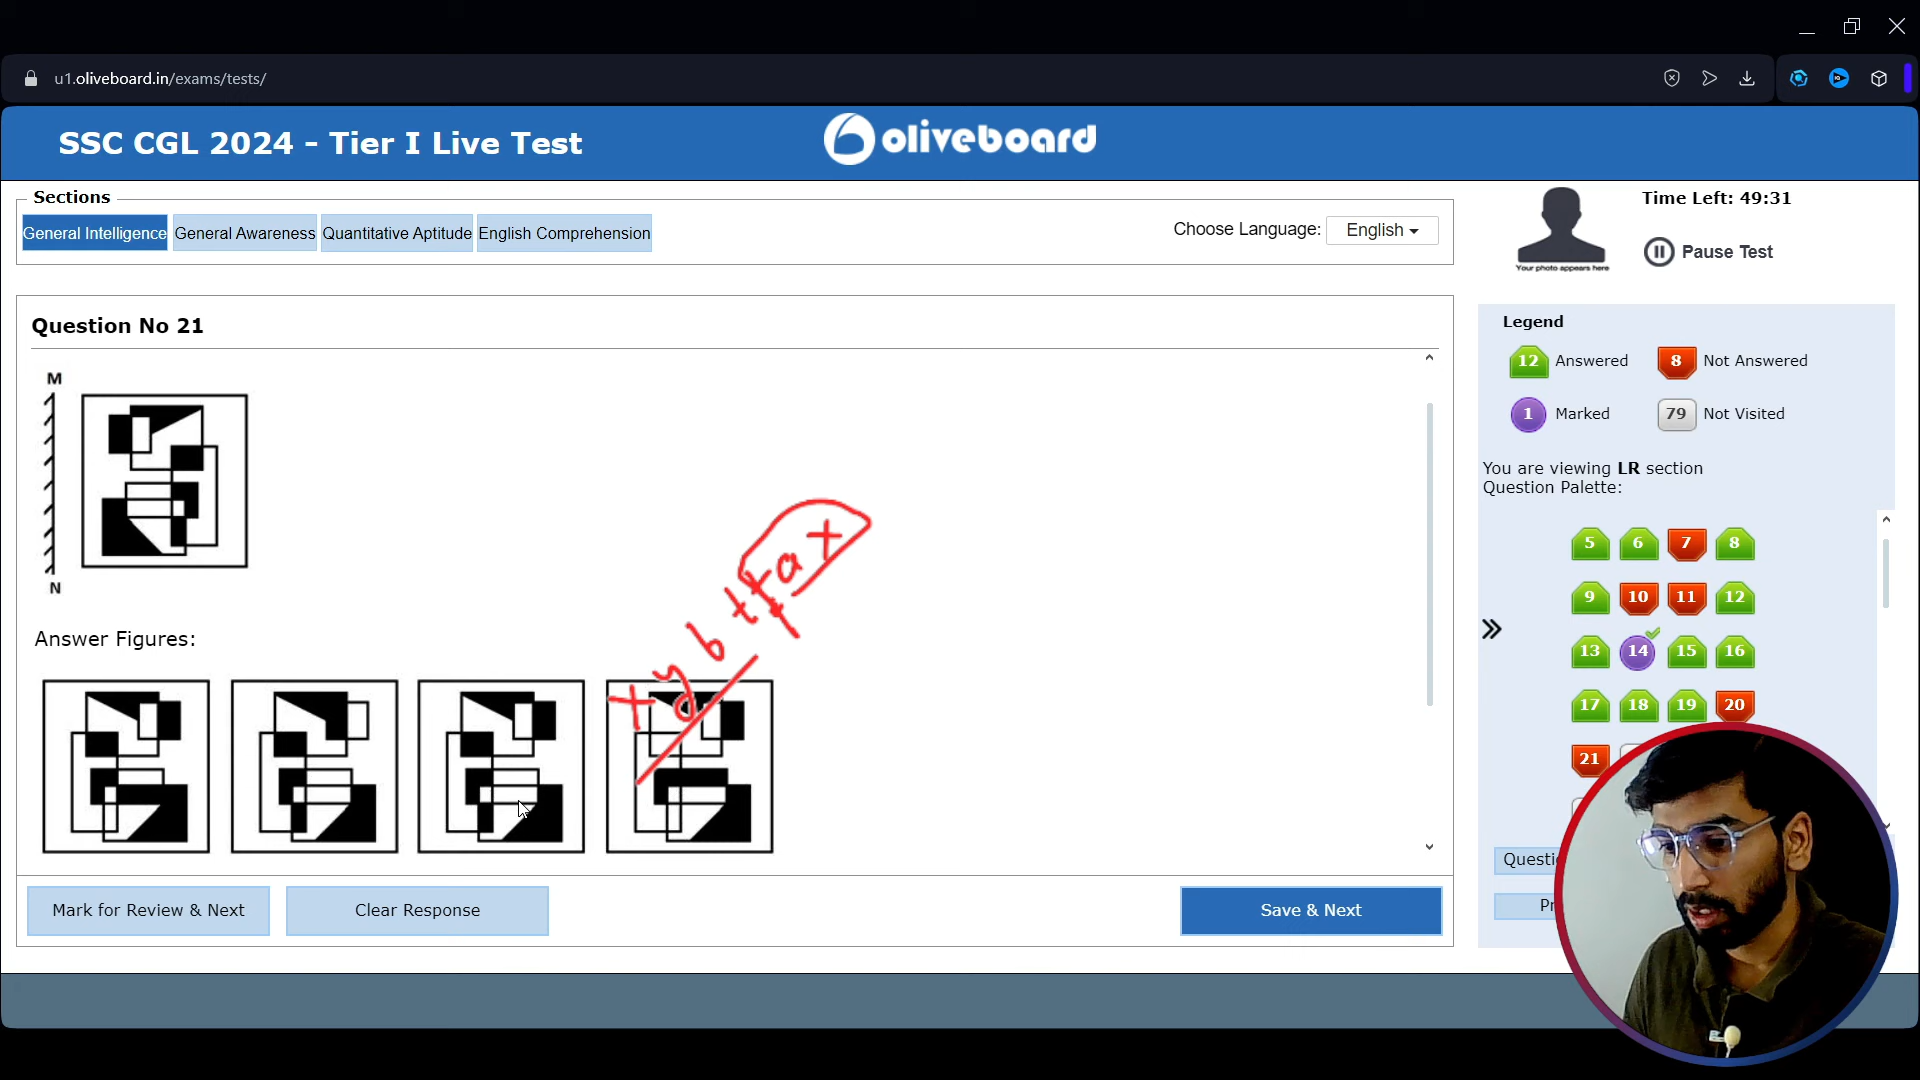 u1.oliveboard.in/exams/tests/
SSC CGL 2024 - Tier I Live Test
oliveboard
Sections
General Intelligence
General Awareness
Quantitative Aptitude
English Comprehension
Choose Language:
English
Your photo appears here
Time Left: 49:31
Pause Test
Question No 21
M
N
Answer Figures:
x y b t f a x
Mark for Review & Next
Clear Response
Save & Next
Legend
12 Answered
8 Not Answered
1 Marked
79 Not Visited
You are viewing LR section
Question Palette:
5 6 7 8
9 10 11 12
13 14 15 16
17 18 19 20
21